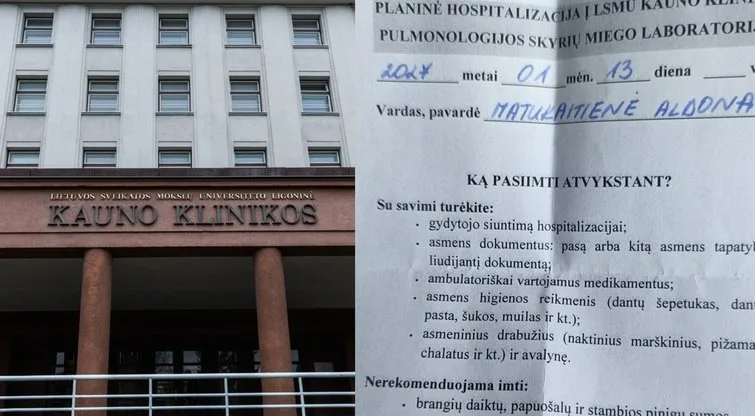 LIETUVOS SVEIKATOS MOKSLŲ UNIVERSITETO LIGONINĖ
KAUNO KLINIKOS
PLANINĖ HOSPITALIZACIJA Į LSMU KAUNO KLINI
PULMONOLOGIJOS SKYRIŲ MIEGO LABORATORI
2027 metai 01 mėn. 13 diena
Vardas, pavardė MATUKAITIENĖ ALDONA
KĄ PASIIMTI ATVYKSTANT?
Su savimi turėkite:
· gydytojo siuntimą hospitalizacijai;
· asmens dokumentus: pasą arba kitą asmens tapatyb
liudijantį dokumentą;
· ambulatoriškai vartojamus medikamentus;
· asmens higienos reikmenis (dantų šepetukas, dant
pasta, šukos, muilas ir kt.);
· asmeninius drabužius (naktinius marškinius, pižama
chalatus ir kt.) ir avalynę.
Nerekomenduojama imti:
· brangių daiktų, papuošalų ir stambios pinigų sumos